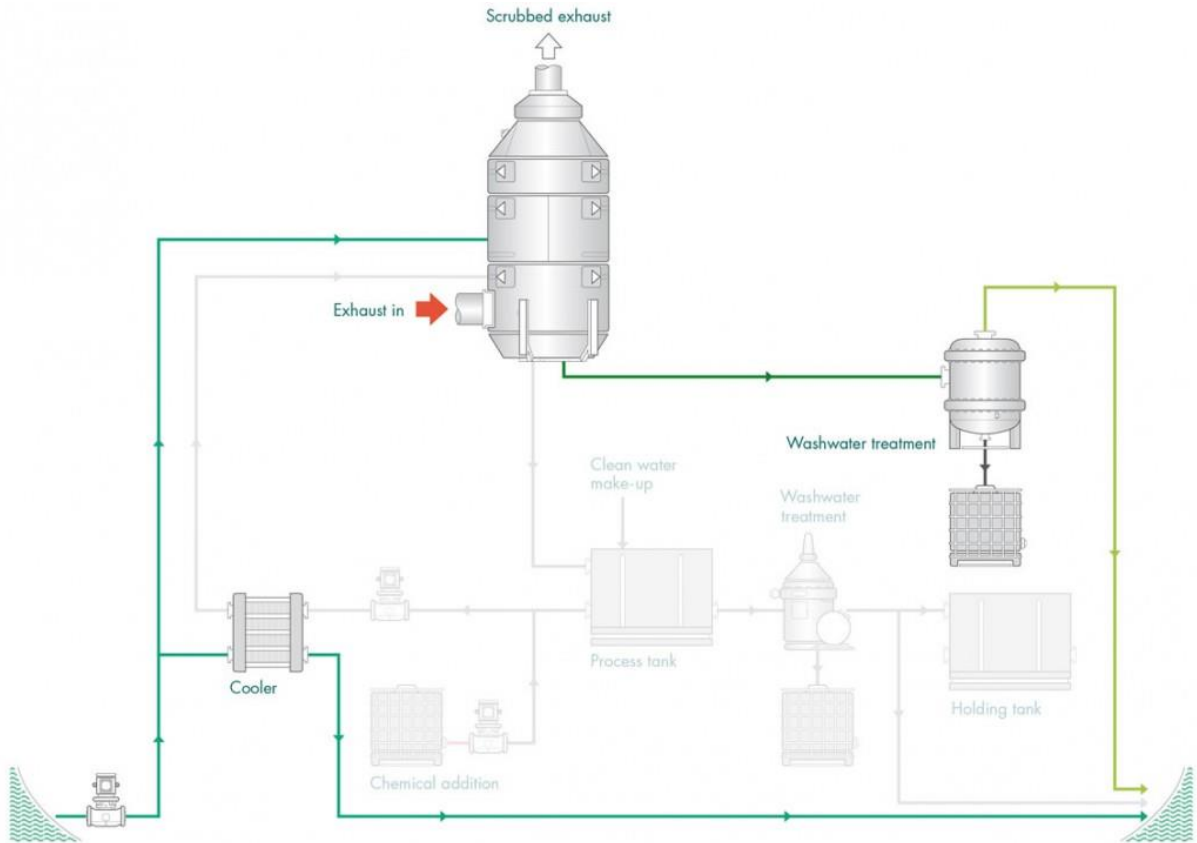 Scrubbed exhaust
Exhaust in
Washwater treatment
Clean water
make-up
Washwater
treatment
Process tank
Cooler
Holding tank
Chemical addition